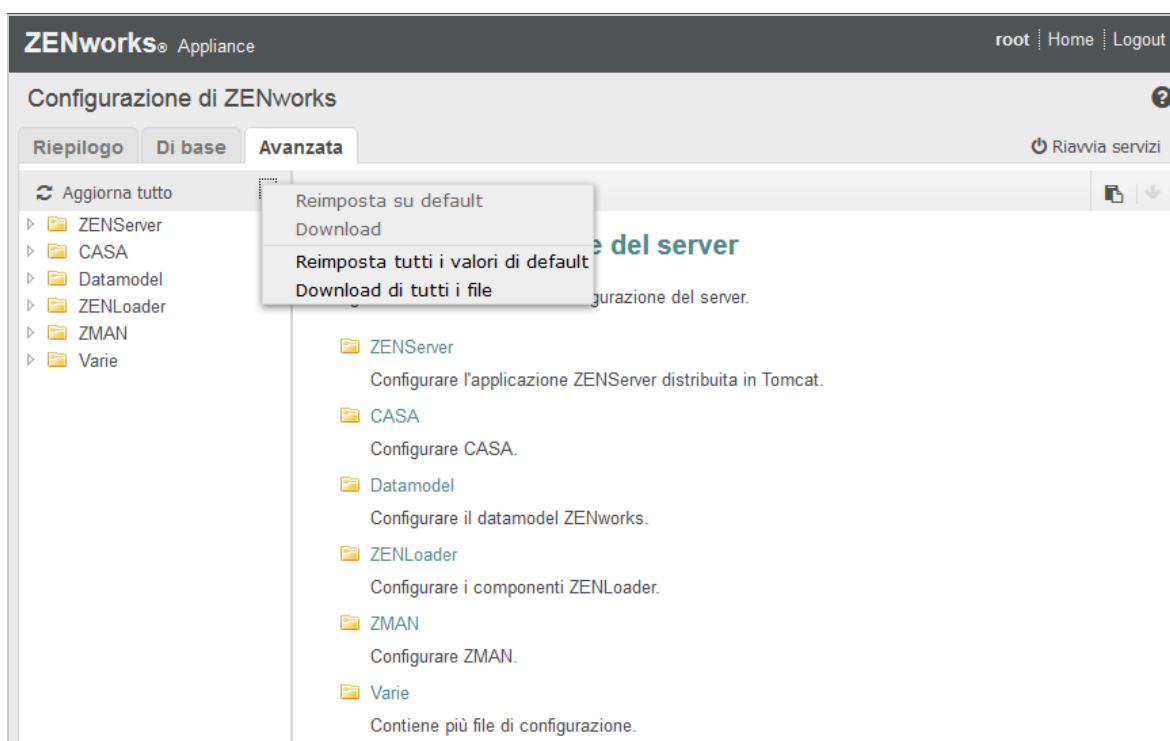 ZENworks® Appliance
root Home Logout
Configurazione di ZENworks
Riepilogo Di base Avanzata
Riavvia servizi
Aggiorna tutto
ZENServer
CASA
Datamodel
ZENLoader
ZMAN
Varie
Reimposta su default
Download
Reimposta tutti i valori di default
Download di tutti i file
e del server
gurazione del server.
ZENServer
Configurare l'applicazione ZENServer distribuita in Tomcat.
CASA
Configurare CASA.
Datamodel
Configurare il datamodel ZENworks.
ZENLoader
Configurare i componenti ZENLoader.
ZMAN
Configurare ZMAN.
Varie
Contiene più file di configurazione.